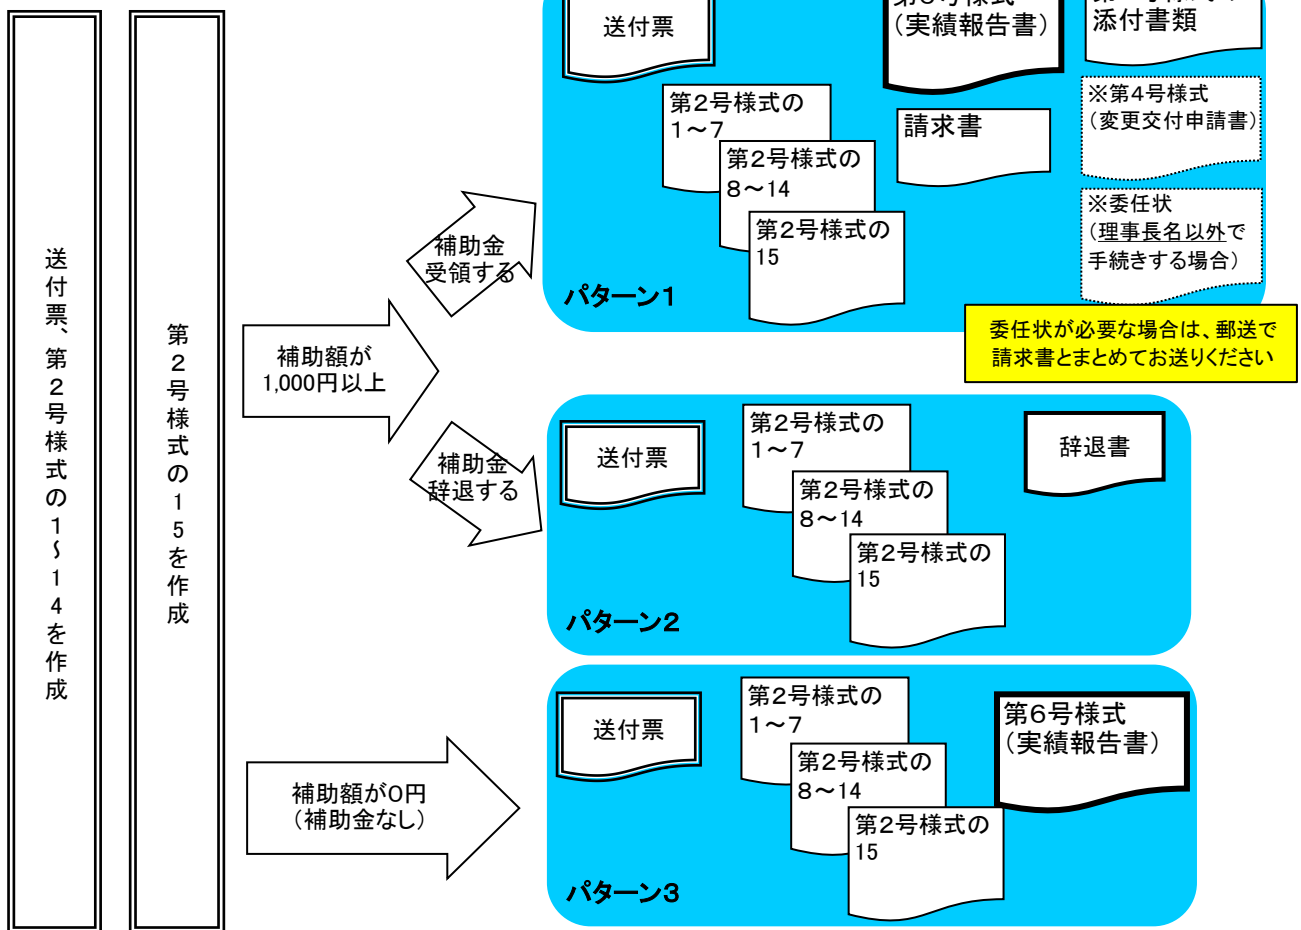 送付票、第２号様式の１～１４を作成
第２号様式の１５を作成
補助額が
1,000円以上
補助金
受領する
補助金
辞退する
補助額が０円
（補助金なし）
送付票
第２号様式の
１～７
第２号様式の
８～14
第２号様式の
15
（実績報告書）
請求書
添付書類
※第４号様式
（変更交付申請書）
※委任状
（理事長名以外で
手続きする場合）
パターン１
委任状が必要な場合は、郵送で
請求書とまとめてお送りください
送付票
第２号様式の
１～７
第２号様式の
８～14
第２号様式の
15
辞退書
パターン２
送付票
第２号様式の
１～７
第２号様式の
８～14
第２号様式の
15
第６号様式
（実績報告書）
パターン３